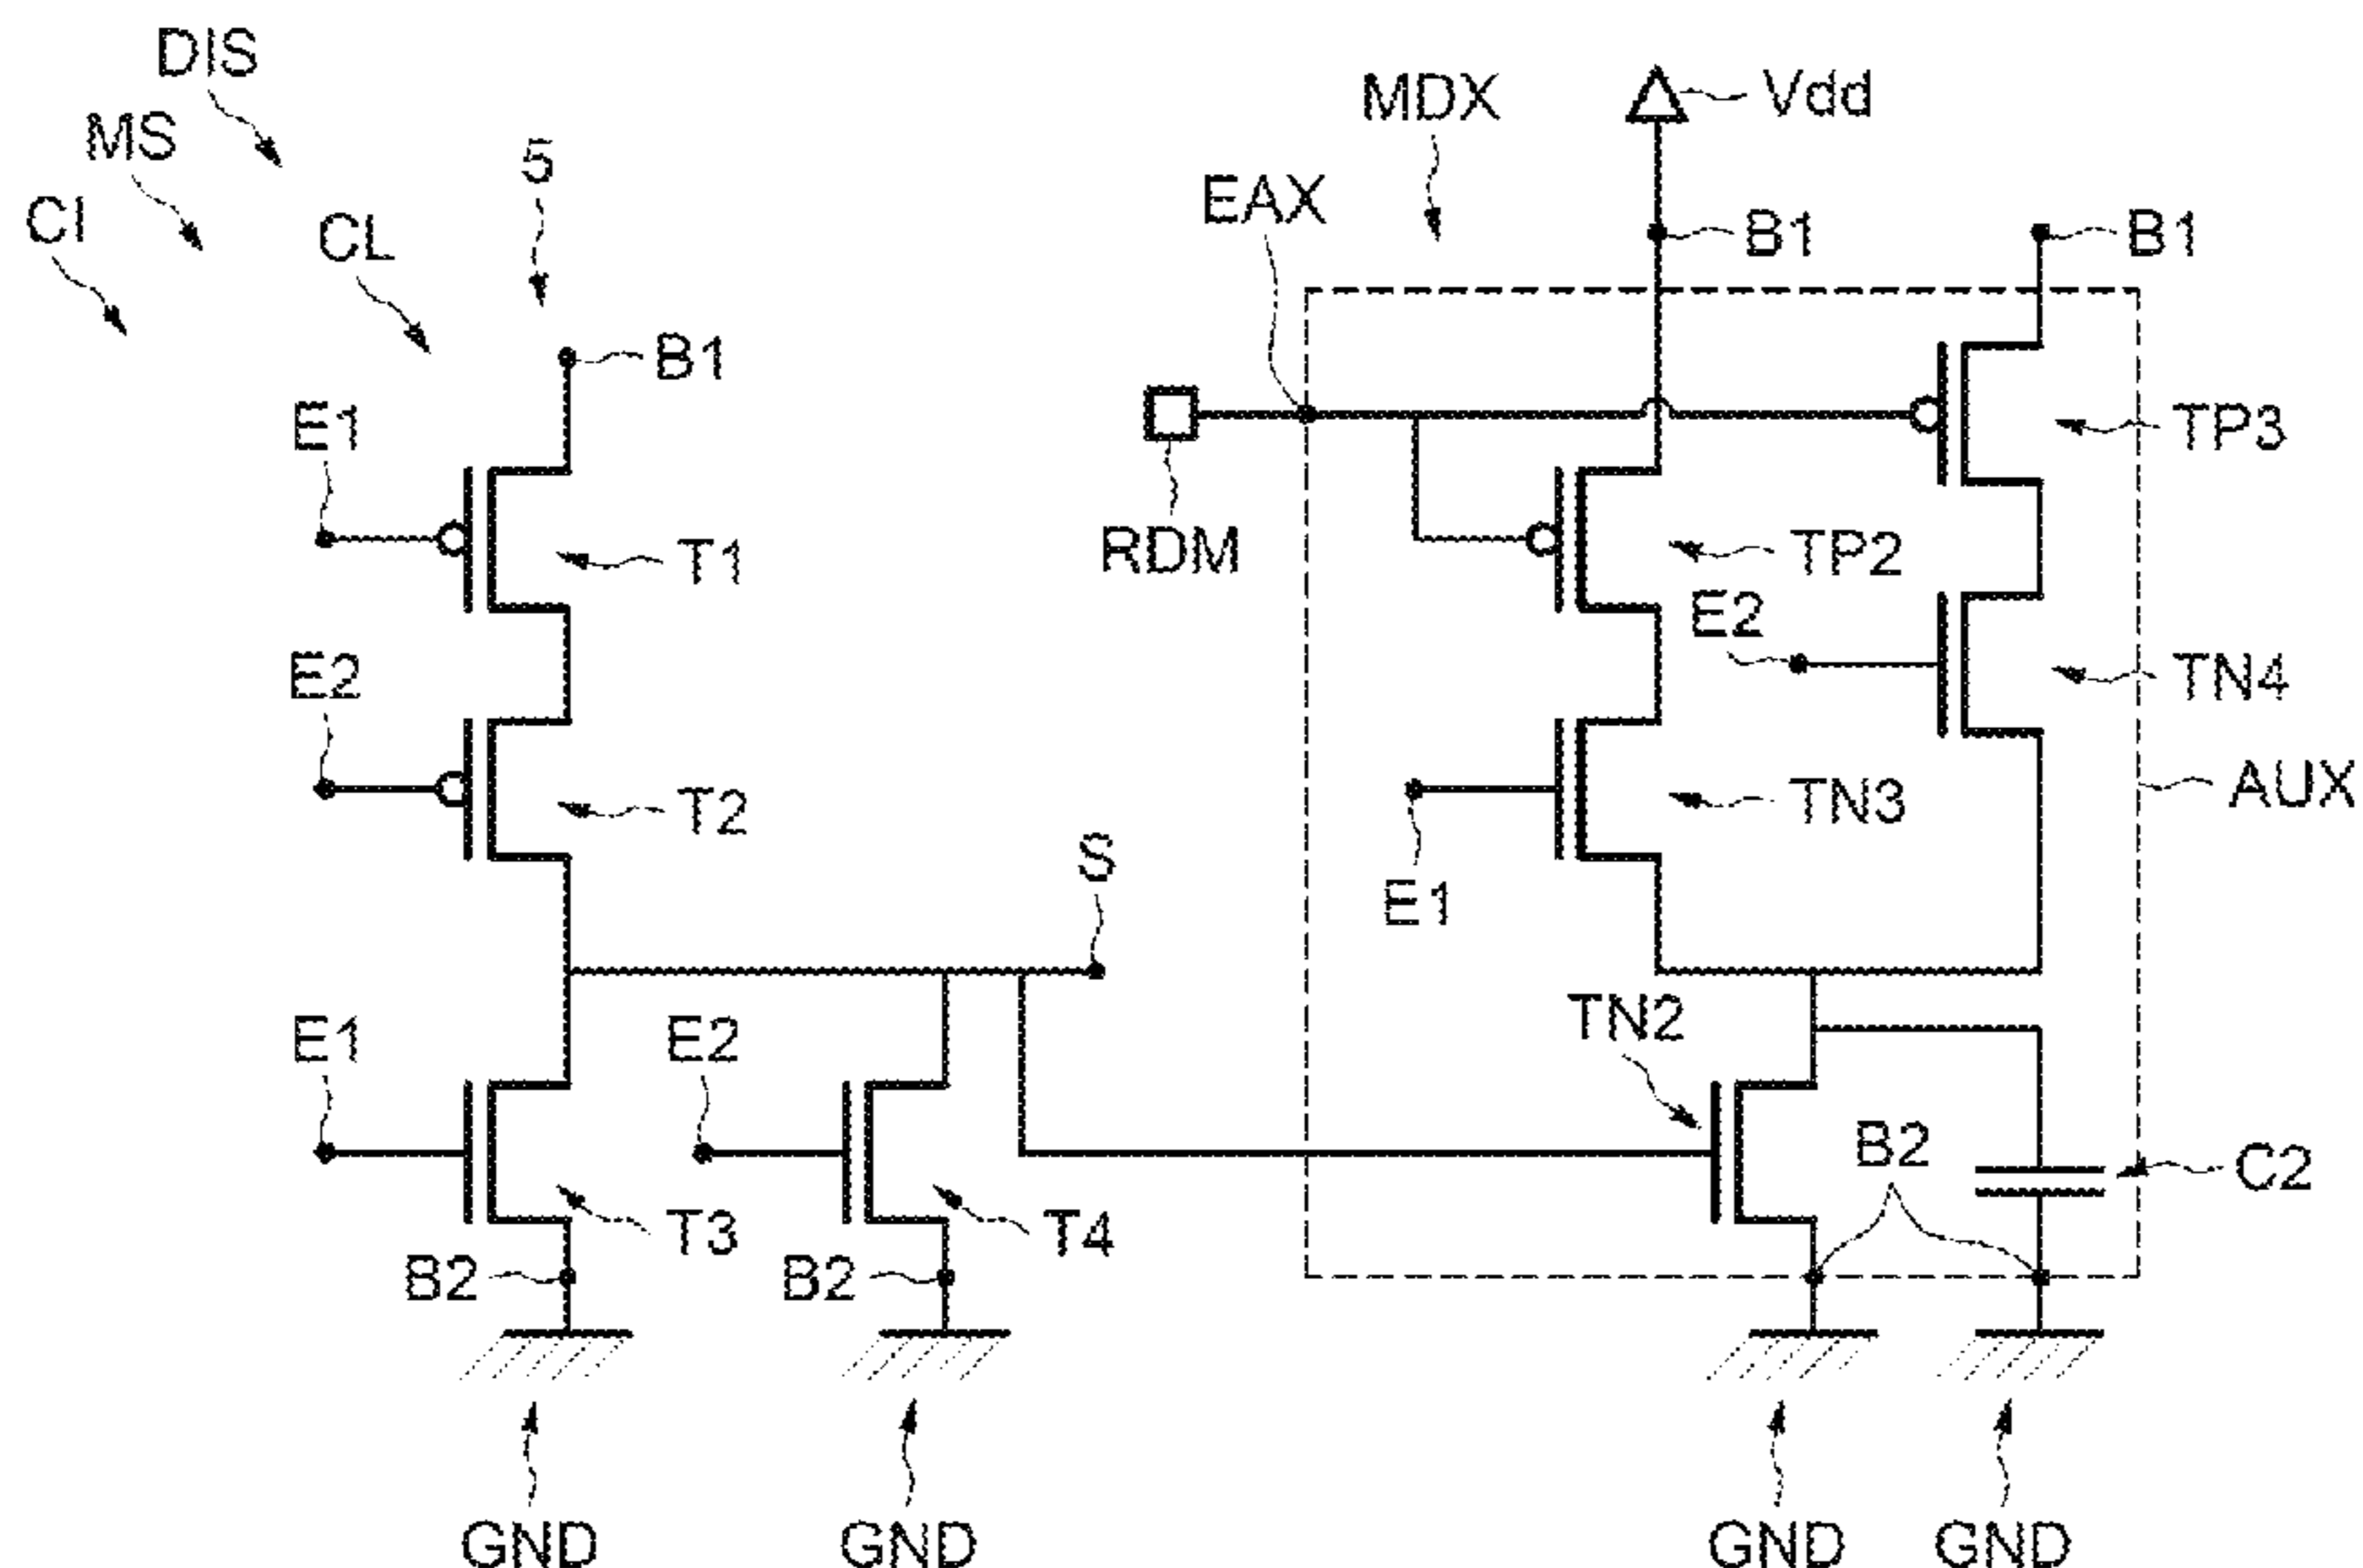 DIS
MS
CI
CL
5
MDX
Vdd
EAX
B1
B1
B1
E1
RDM
T1
TP3
TP2
E2
E2
TN4
T2
TN3
AUX
S
E1
TN2
E1
E2
B2
C2
T3
T4
B2
B2
GND
GND
GND
GND